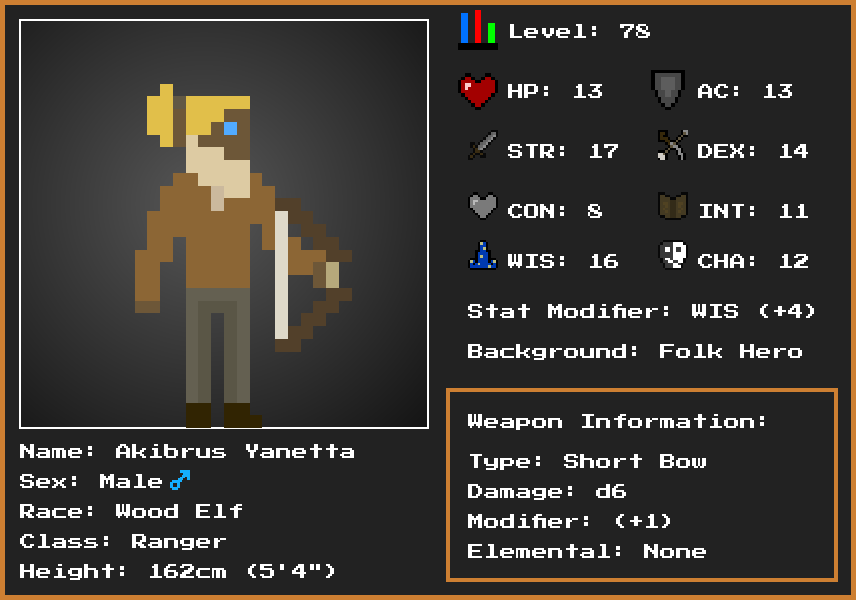 Level: 78
HP: 13 AC: 13
STR: 17 DEX: 14
CON: 8 INT: 11
WIS: 16 CHA: 12
Stat Modifier: WIS (+4)
Background: Folk Hero
Weapon Information:
Type: Short Bow
Damage: d6
Modifier: (+1)
Elemental: None
Name: Akibrus Yanetta
Sex: Male ♂
Race: Wood Elf
Class: Ranger
Height: 162cm (5'4")